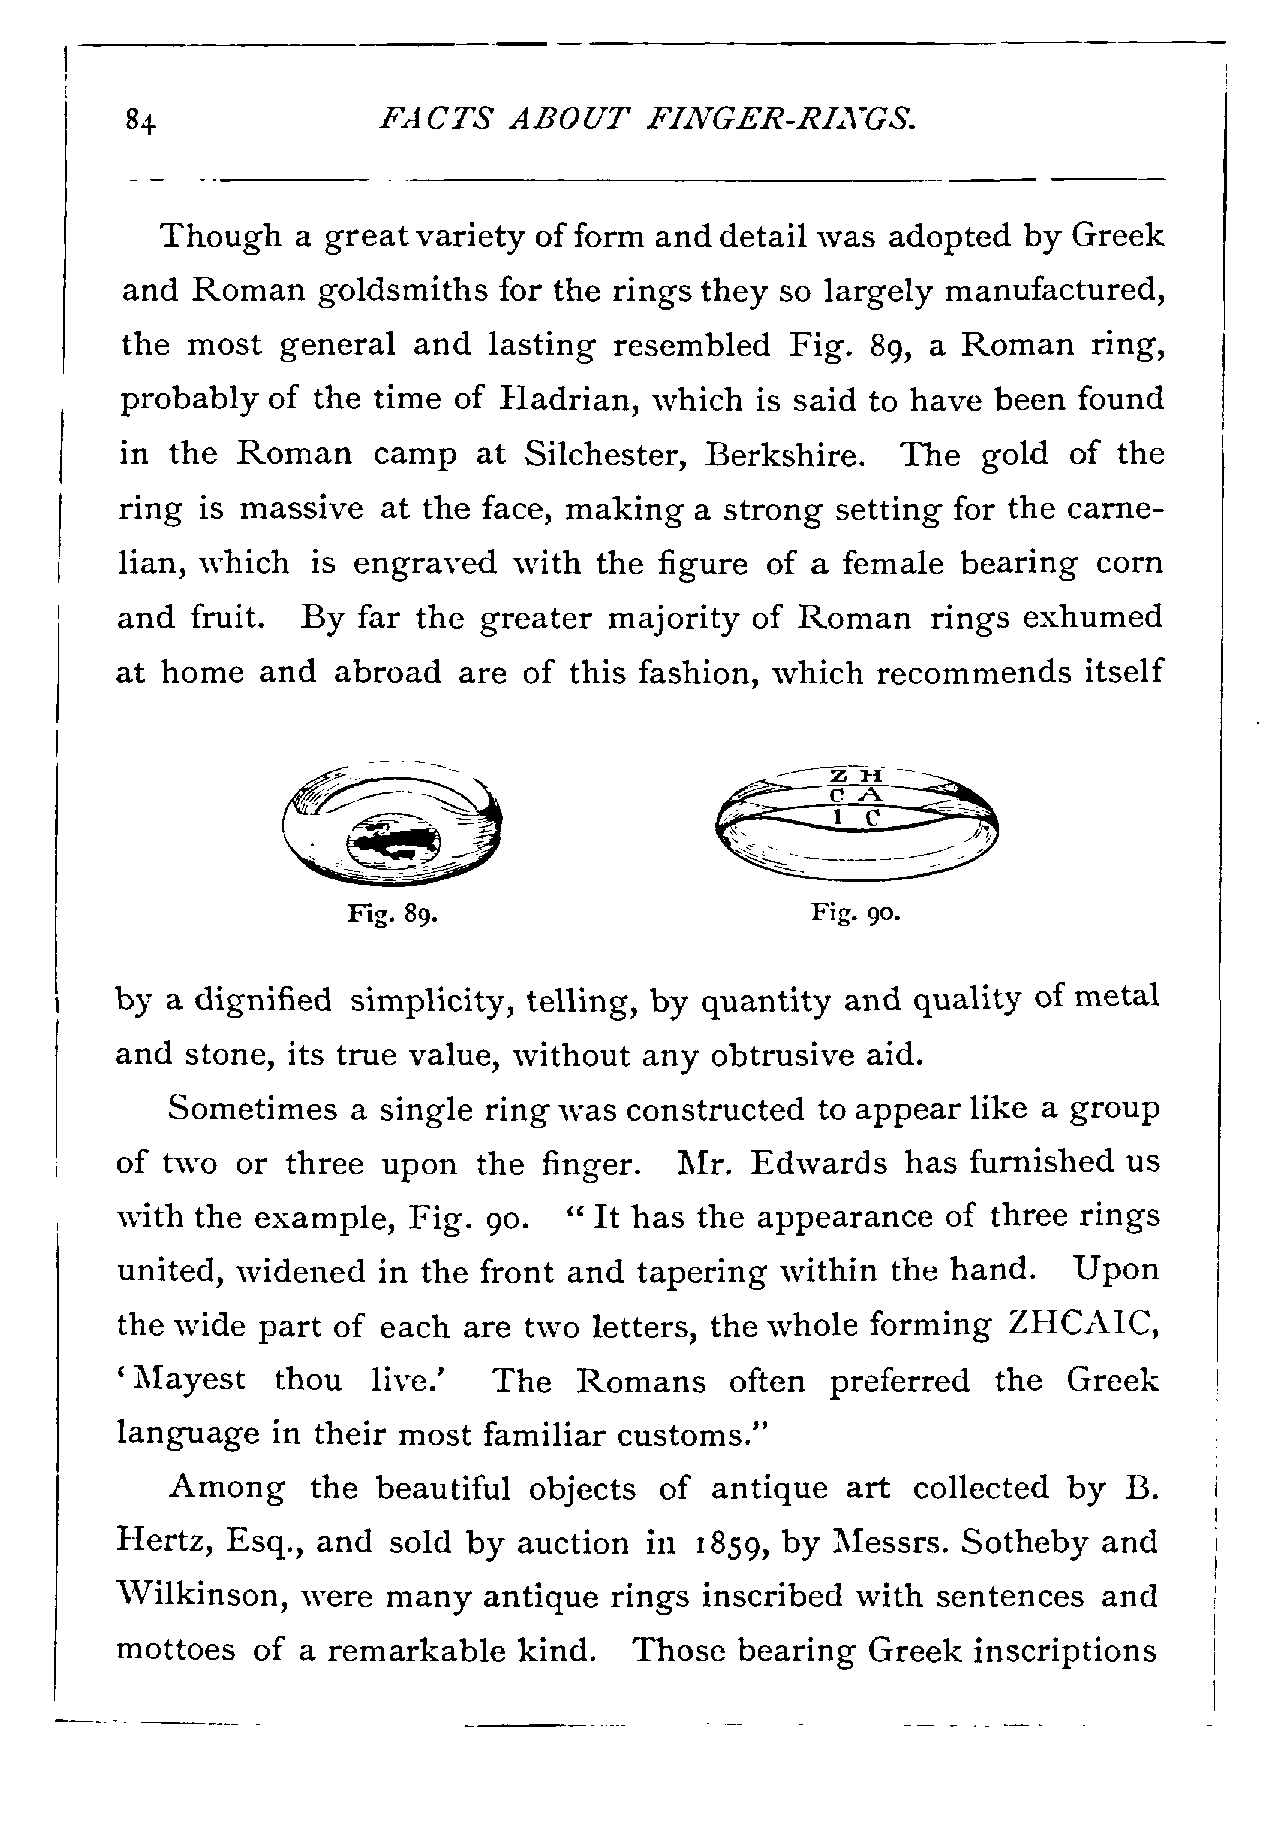 84 FACTS ABOUT FINGER-RINGS.
Though a great variety of form and detail was adopted by Greek
and Roman goldsmiths for the rings they so largely manufactured,
the most general and lasting resembled Fig. 89, a Roman ring,
probably of the time of Hadrian, which is said to have been found
in the Roman camp at Silchester, Berkshire. The gold of the
ring is massive at the face, making a strong setting for the carne-
lian, which is engraved with the figure of a female bearing corn
and fruit. By far the greater majority of Roman rings exhumed
at home and abroad are of this fashion, which recommends itself
Z H
C A
I C
Fig. 89. Fig. 90.
by a dignified simplicity, telling, by quantity and quality of metal
and stone, its true value, without any obtrusive aid.
Sometimes a single ring was constructed to appear like a group
of two or three upon the finger. Mr. Edwards has furnished us
with the example, Fig. 90. “ It has the appearance of three rings
united, widened in the front and tapering within the hand. Upon
the wide part of each are two letters, the whole forming ZHCAIC,
‘ Mayest thou live.’ The Romans often preferred the Greek
language in their most familiar customs.”
Among the beautiful objects of antique art collected by B.
Hertz, Esq., and sold by auction in 1859, by Messrs. Sotheby and
Wilkinson, were many antique rings inscribed with sentences and
mottoes of a remarkable kind. Those bearing Greek inscriptions